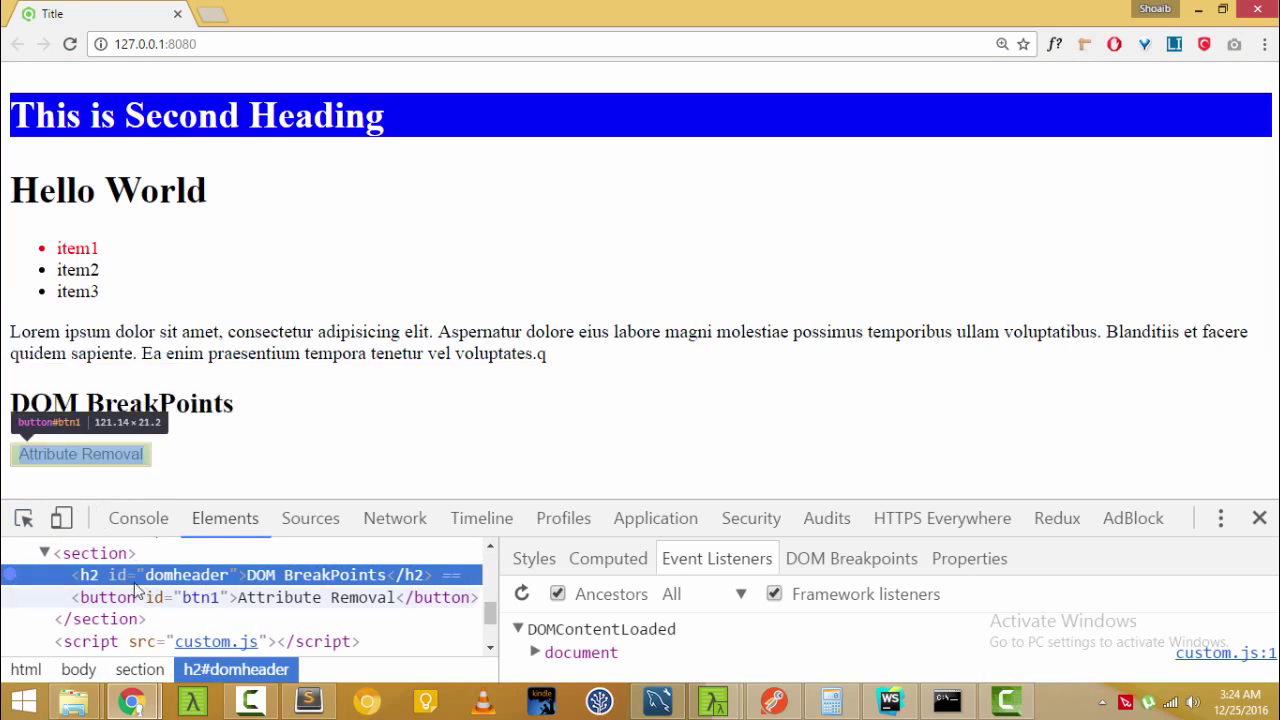 Title
Shoaib
127.0.0.1:8080
f?
LI
This is Second Heading
Hello World
item1
item2
item3
Lorem ipsum dolor sit amet, consectetur adipisicing elit. Aspernatur dolore eius labore magni molestiae possimus temporibus ullam voluptatibus. Blanditiis et facere
quidem sapiente. Ea enim praesentium tempora tenetur vel voluptates.q
DOM BreakPoints
button#btn1 | 121.14 × 21.2
Attribute Removal
Console Elements Sources Network Timeline Profiles Application Security Audits HTTPS Everywhere Redux AdBlock
<section>
<h2 id="domheader">DOM BreakPoints</h2> ==
<button id="btn1">Attribute Removal</button>
</section>
<script src="custom.js"></script>
html body section h2#domheader
Styles Computed Event Listeners DOM Breakpoints Properties
Ancestors All Framework listeners
DOMContentLoaded
document
custom.js:1
Activate Windows
Go to PC settings to activate Windows.
kindle
WS
3:24 AM
12/25/2016